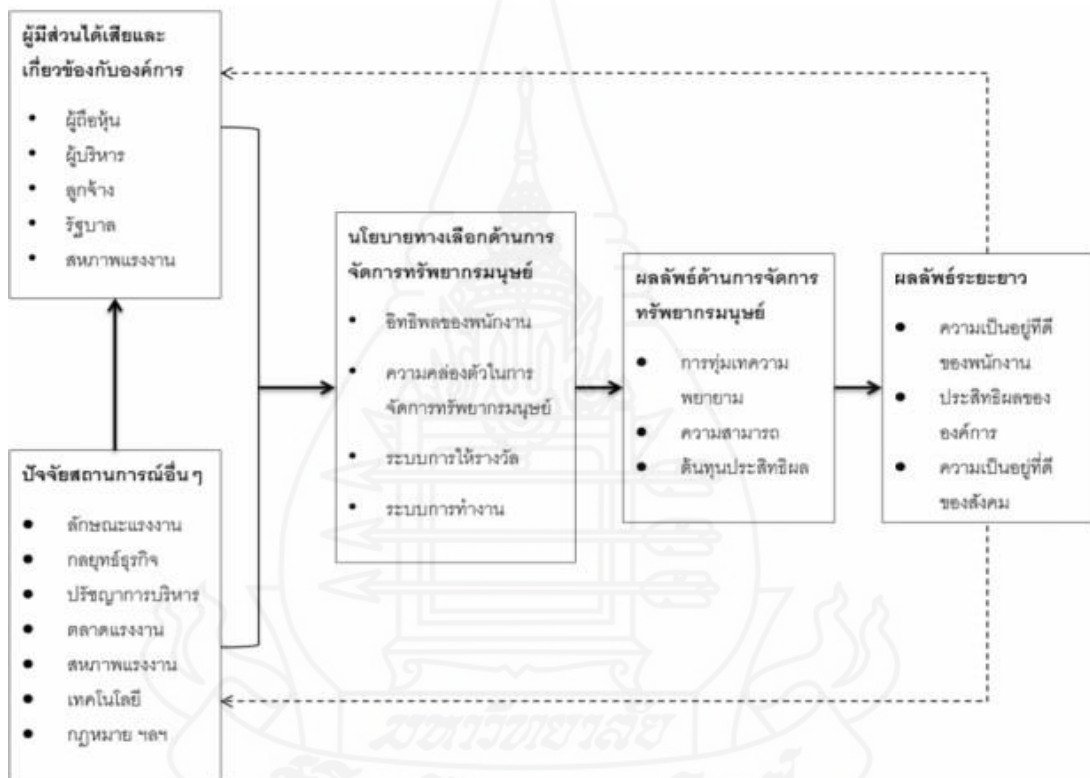 ผู้มีส่วนได้เสียและ
เกี่ยวข้องกับองค์การ
• ผู้ถือหุ้น
• ผู้บริหาร
• ลูกจ้าง
• รัฐบาล
• สหภาพแรงงาน
ปัจจัยสถานการณ์อื่น ๆ
● ลักษณะแรงงาน
● กลยุทธ์ธุรกิจ
● ปรัชญาการบริหาร
● ตลาดแรงงาน
● สหภาพแรงงาน
● เทคโนโลยี
● กฎหมาย ฯลฯ
นโยบายทางเลือกด้านการ
จัดการทรัพยากรมนุษย์
• อิทธิพลของพนักงาน
• ความคล่องตัวในการ
จัดการทรัพยากรมนุษย์
• ระบบการให้รางวัล
• ระบบการทำงาน
ผลลัพธ์ด้านการจัดการ
ทรัพยากรมนุษย์
● การทุ่มเทความ
พยายาม
● ความสามารถ
● ต้นทุนประสิทธิผล
ผลลัพธ์ระยะยาว
● ความเป็นอยู่ที่ดี
ของพนักงาน
● ประสิทธิผลของ
องค์การ
● ความเป็นอยู่ที่ดี
ของสังคม
มหาวิทยาลัย